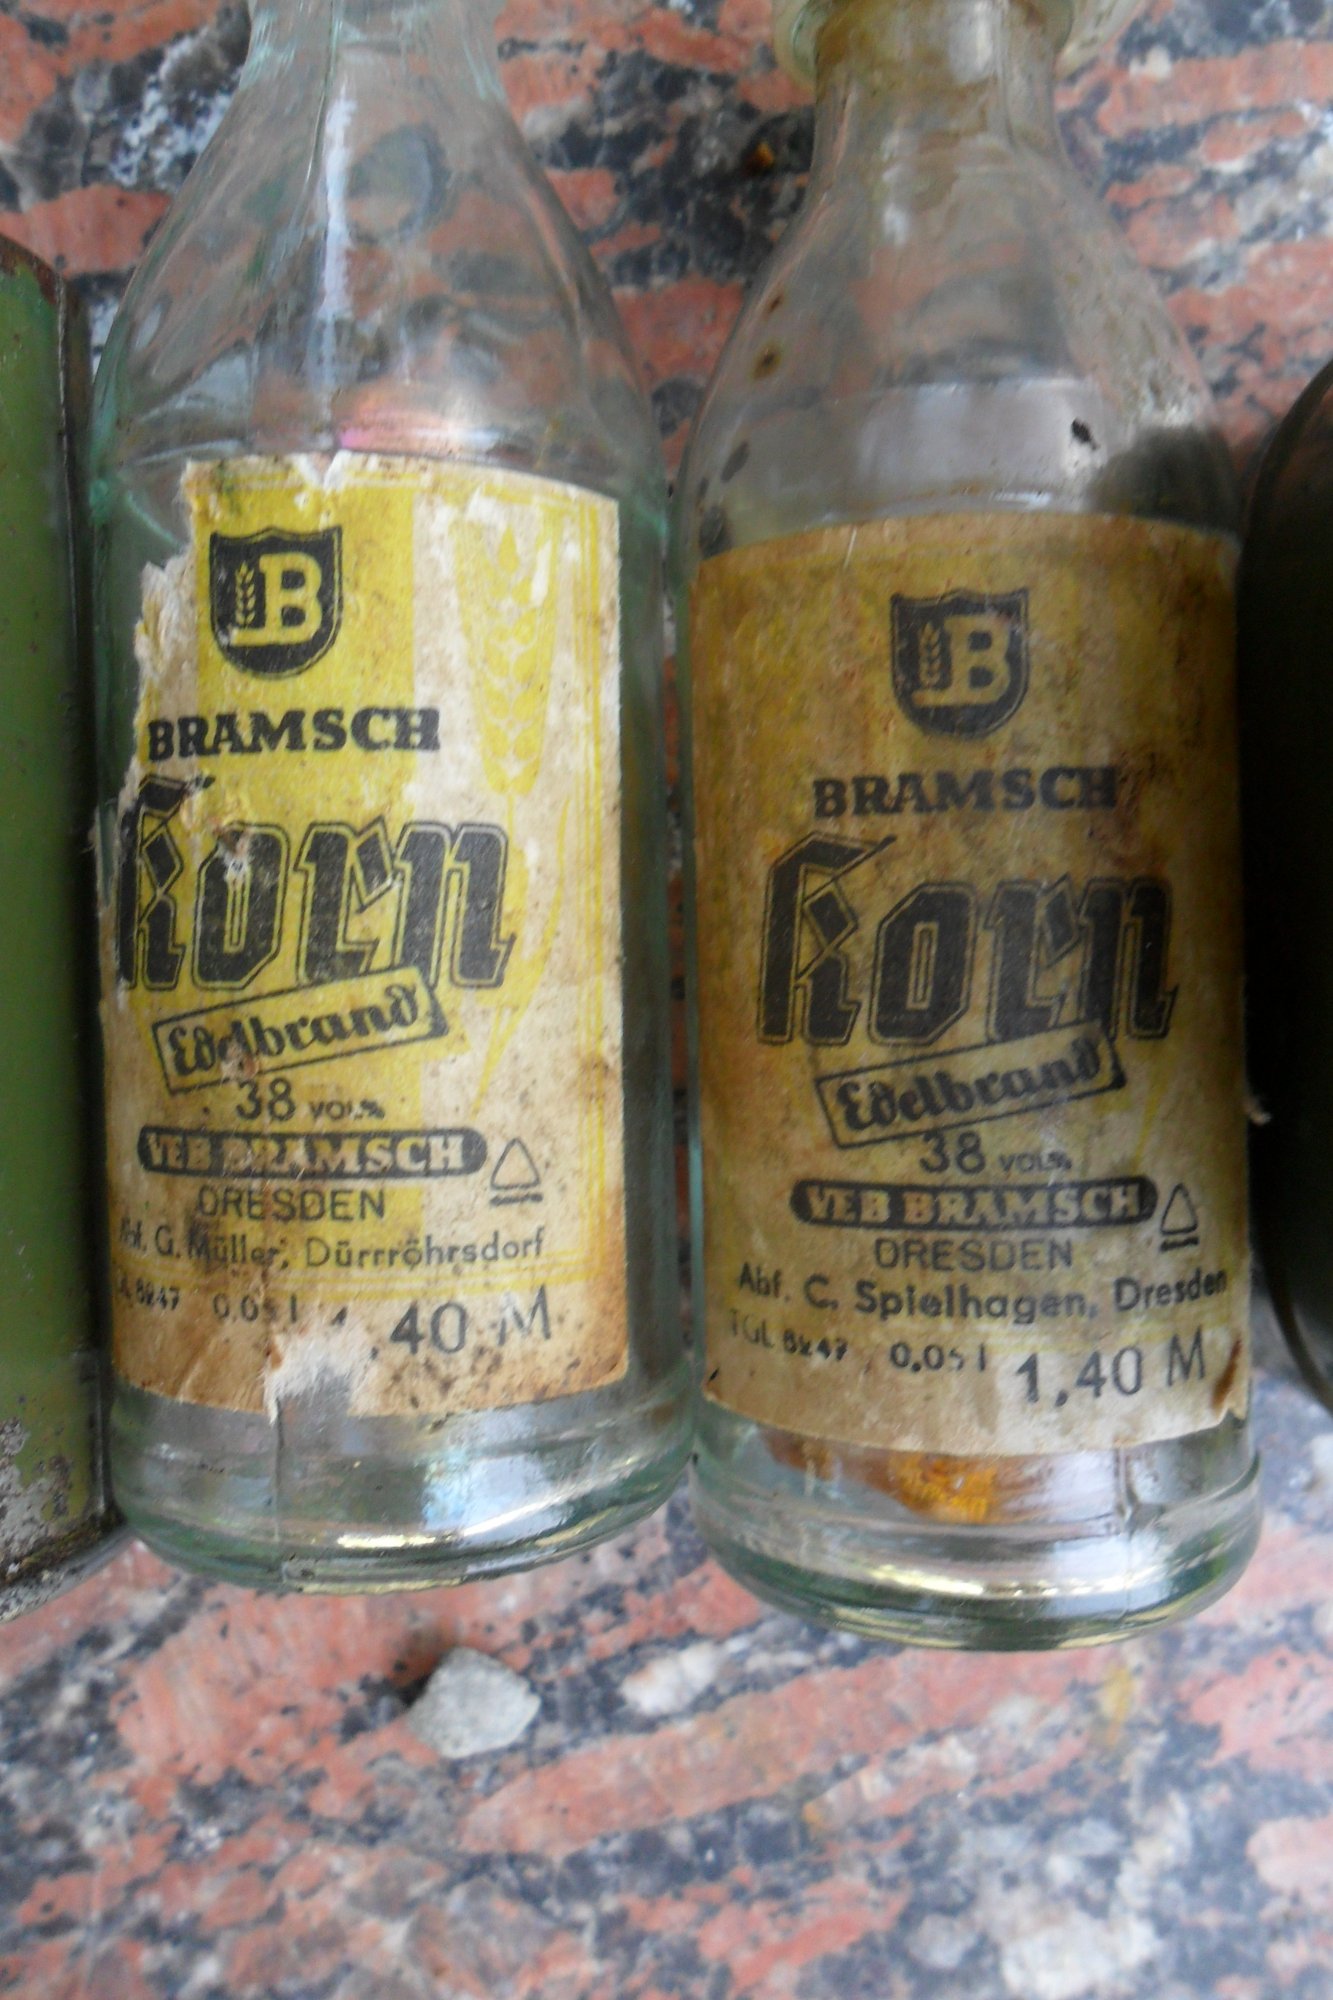 B
BRAMSCH
Korn
Edelbrand
38 VOL%
VEB BRAMSCH
DRESDEN
Abf. G. Müller, Dürrröhrsdorf
8247 0,05 l ,40 M
B
BRAMSCH
Korn
Edelbrand
38 VOL%
VEB BRAMSCH
DRESDEN
Abf. C. Spielhagen, Dresden
TGL 8247 0,05 l 1,40 M